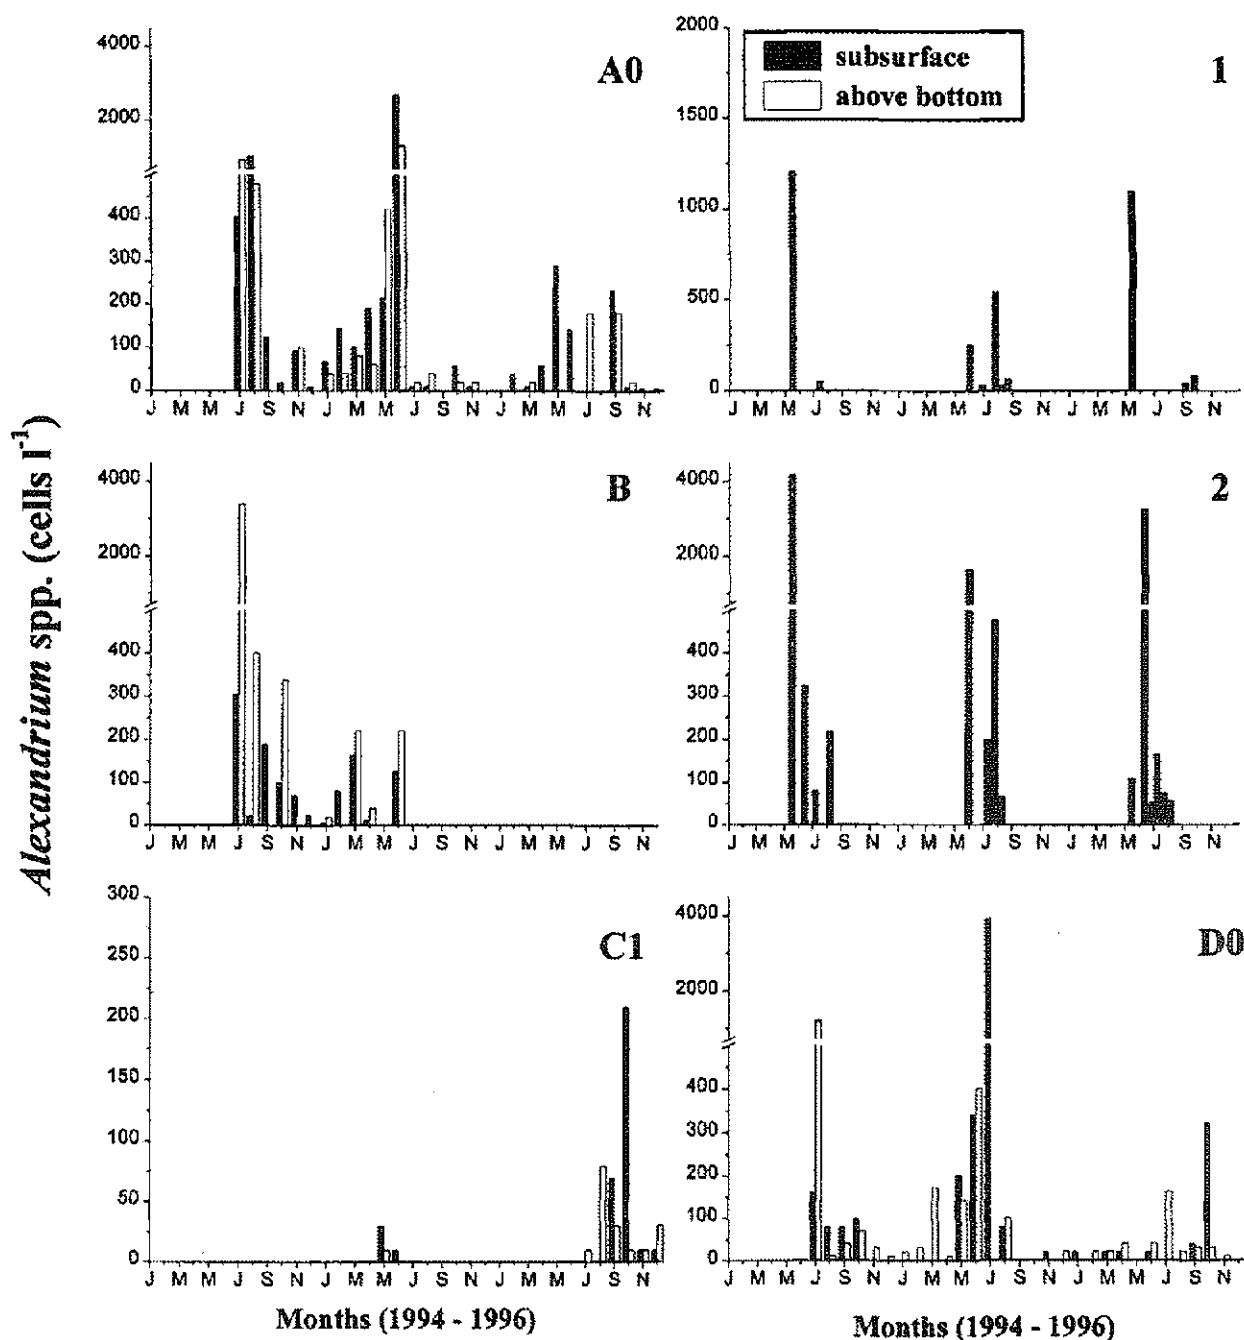 Alexandrium spp. (cells l-1)
4000
2000
400
300
200
100
0
A0
J M M J S N J M M J S N J M M J S N
2000
1500
1000
500
0
subsurface
above bottom
1
J M M J S N J M M J S N J M M J S N
4000
2000
400
300
200
100
0
B
J M M J S N J M M J S N J M M J S N
4000
2000
400
300
200
100
0
2
J M M J S N J M M J S N J M M J S N
300
250
200
150
100
50
0
C1
J M M J S N J M M J S N J M M J S N
Months (1994 - 1996)
4000
2000
400
300
200
100
0
D0
J M M J S N J M M J S N J M M J S N
Months (1994 - 1996)